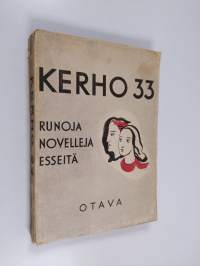 KERHO 33
RUNOJA
NOVELLEJA
ESSEITÄ
OTAVA